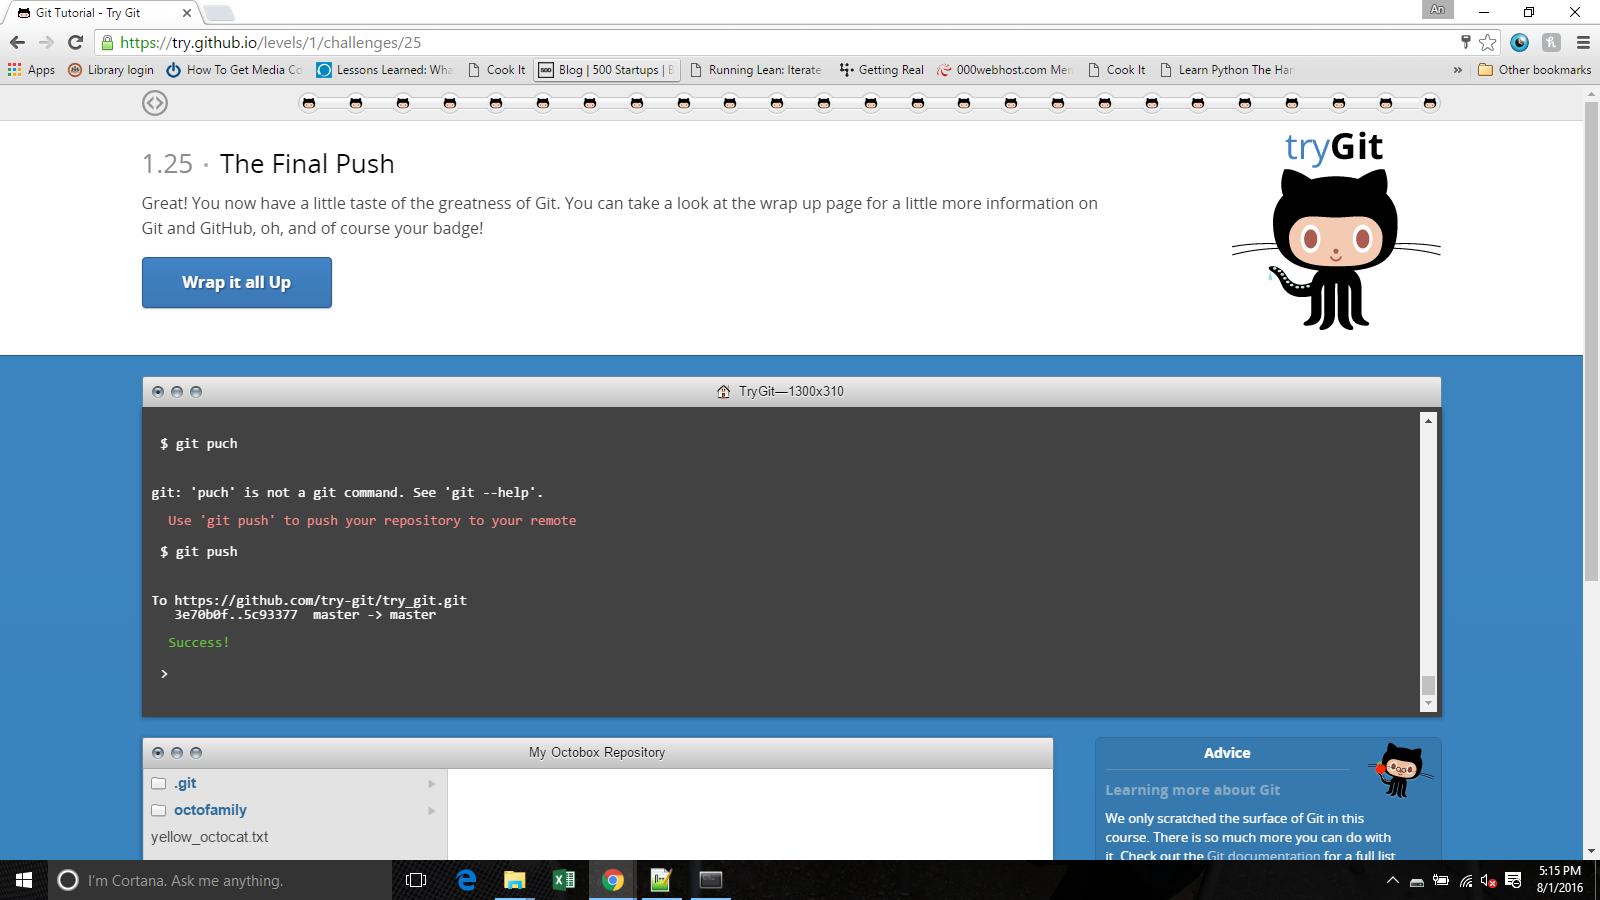 Git Tutorial - Try Git
An
https://try.github.io/levels/1/challenges/25
Apps
Library login
How To Get Media Co
Lessons Learned: Wha
Cook It
500
Blog | 500 Startups | B
Running Lean: Iterate
Getting Real
000webhost.com Mem
Cook It
Learn Python The Har
»
Other bookmarks
1.25 · The Final Push
tryGit
Great! You now have a little taste of the greatness of Git. You can take a look at the wrap up page for a little more information on
Git and GitHub, oh, and of course your badge!
Wrap it all Up
TryGit—1300x310
$ git puch
git: 'puch' is not a git command. See 'git --help'.
Use 'git push' to push your repository to your remote
$ git push
To https://github.com/try-git/try_git.git
3e70b0f..5c93377 master -> master
Success!
>
My Octobox Repository
.git
octofamily
yellow_octocat.txt
Advice
Learning more about Git
We only scratched the surface of Git in this
course. There is so much more you can do with
it. Check out the Git documentation for a full list
I'm Cortana. Ask me anything.
5:15 PM
8/1/2016